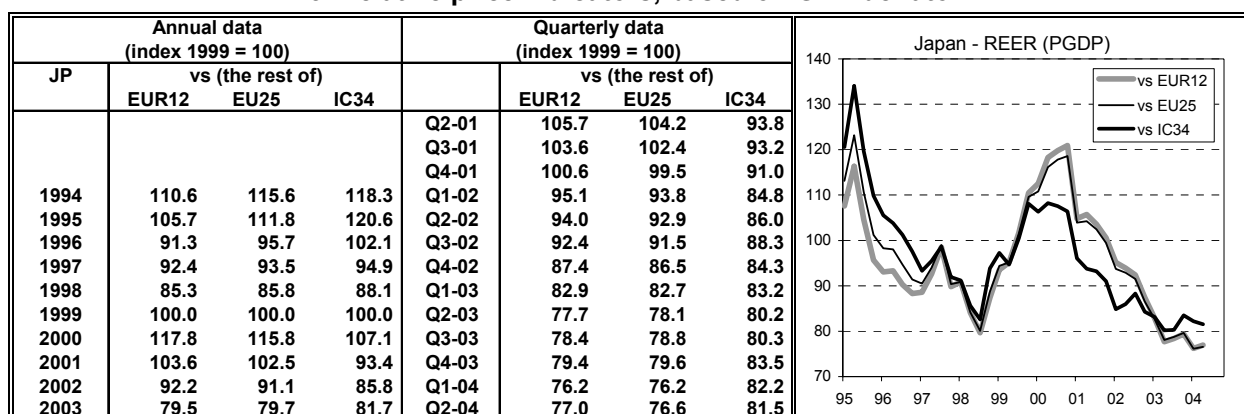 Annual data Quarterly data
(index 1999 = 100) (index 1999 = 100)
JP vs (the rest of) vs (the rest of)
EUR12 EU25 IC34 EUR12 EU25 IC34
Q2-01 105.7 104.2 93.8
Q3-01 103.6 102.4 93.2
Q4-01 100.6 99.5 91.0
1994 110.6 115.6 118.3 Q1-02 95.1 93.8 84.8
1995 105.7 111.8 120.6 Q2-02 94.0 92.9 86.0
1996 91.3 95.7 102.1 Q3-02 92.4 91.5 88.3
1997 92.4 93.5 94.9 Q4-02 87.4 86.5 84.3
1998 85.3 85.8 88.1 Q1-03 82.9 82.7 83.2
1999 100.0 100.0 100.0 Q2-03 77.7 78.1 80.2
2000 117.8 115.8 107.1 Q3-03 78.4 78.8 80.3
2001 103.6 102.5 93.4 Q4-03 79.4 79.6 83.5
2002 92.2 91.1 85.8 Q1-04 76.2 76.2 82.2
2003 79.5 79.7 81.7 Q2-04 77.0 76.6 81.5
Japan - REER (PGDP)
vs EUR12
vs EU25
vs IC34
140
130
120
110
100
90
80
70
95 96 97 98 99 00 01 02 03 04